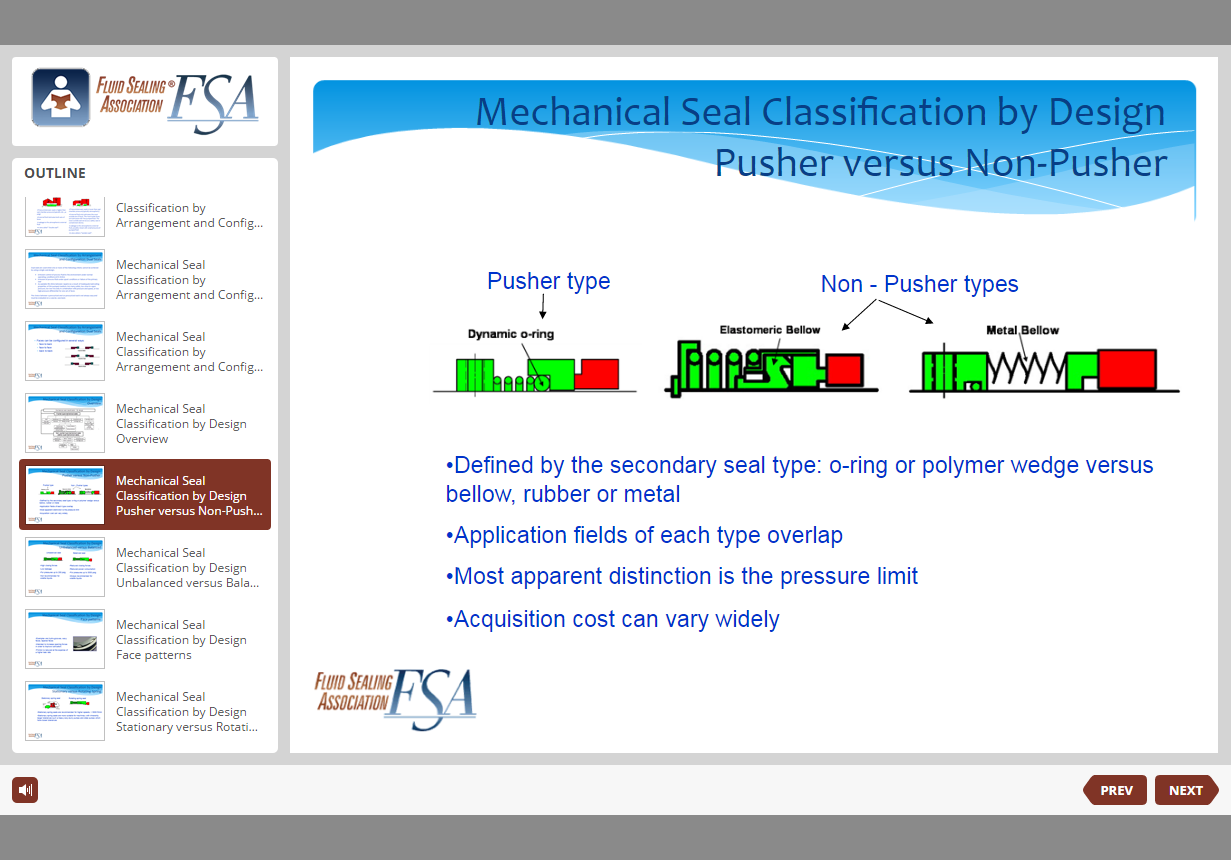 FLUID SEALING®
ASSOCIATION
FSA
OUTLINE
Classification by
Arrangement and Config...
Mechanical Seal
Classification by
Arrangement and Config...
Mechanical Seal
Classification by
Arrangement and Config...
Mechanical Seal
Classification by Design
Overview
Mechanical Seal
Classification by Design
Pusher versus Non-Push...
Mechanical Seal
Classification by Design
Unbalanced versus Bala...
Mechanical Seal
Classification by Design
Face patterns
Mechanical Seal
Classification by Design
Stationary versus Rotati...
Mechanical Seal Classification by Design
Pusher versus Non-Pusher
Pusher type
Non - Pusher types
Dynamic o-ring
Elastomeric Bellow
Metal Bellow
•Defined by the secondary seal type: o-ring or polymer wedge versus
bellow, rubber or metal
•Application fields of each type overlap
•Most apparent distinction is the pressure limit
•Acquisition cost can vary widely
FLUID SEALING
ASSOCIATION
FSA
PREV
NEXT